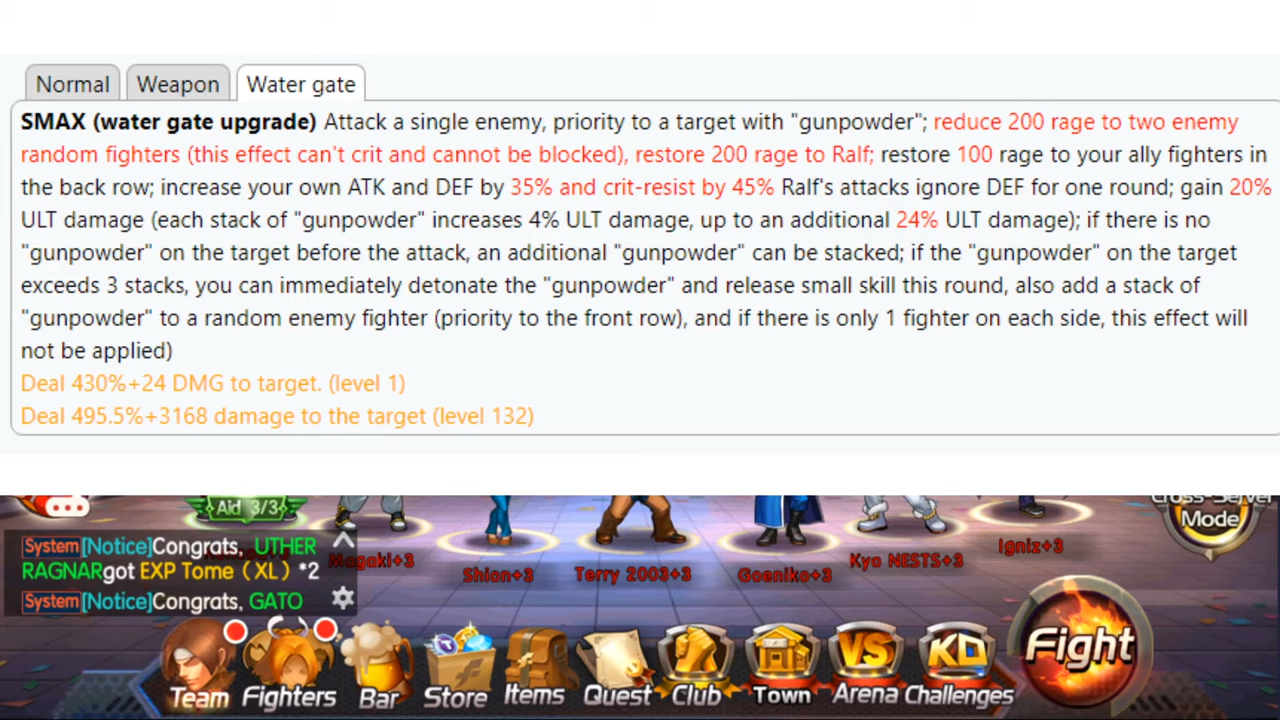 Normal
Weapon
Water gate
SMAX (water gate upgrade) Attack a single enemy, priority to a target with "gunpowder"; reduce 200 rage to two enemy
random fighters (this effect can't crit and cannot be blocked), restore 200 rage to Ralf; restore 100 rage to your ally fighters in
the back row; increase your own ATK and DEF by 35% and crit-resist by 45% Ralf's attacks ignore DEF for one round; gain 20%
ULT damage (each stack of "gunpowder" increases 4% ULT damage, up to an additional 24% ULT damage); if there is no
"gunpowder" on the target before the attack, an additional "gunpowder" can be stacked; if the "gunpowder" on the target
exceeds 3 stacks, you can immediately detonate the "gunpowder" and release small skill this round, also add a stack of
"gunpowder" to a random enemy fighter (priority to the front row), and if there is only 1 fighter on each side, this effect will
not be applied)
Deal 430%+24 DMG to target. (level 1)
Deal 495.5%+3168 damage to the target (level 132)
Aid 3/3
Cross-Server
Mode
System [Notice]Congrats, UTHER
RAGNARgot EXP Tome (XL) *2
System [Notice]Congrats, GATO
Magaki+3
Shion+3
Terry 2003+3
Goeniko+3
Kyo NESTS+3
Igniz+3
VS
KO
Fight
Team
Fighters
Bar
Store
Items
Quest
Club
Town
Arena
Challenges